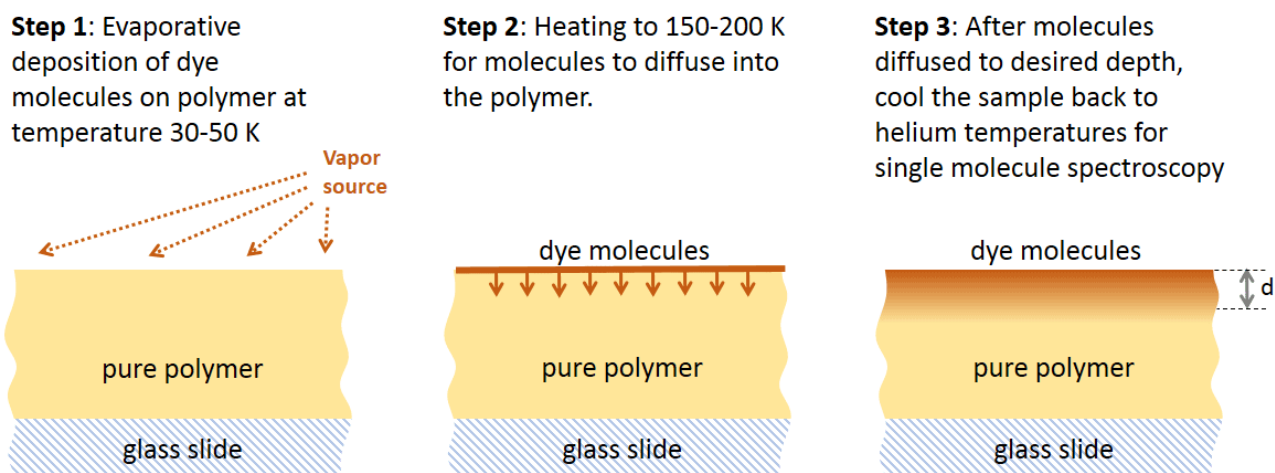 Step 1: Evaporative
deposition of dye
molecules on polymer at
temperature 30-50 K
Vapor
source
pure polymer
glass slide
Step 2: Heating to 150-200 K
for molecules to diffuse into
the polymer.
dye molecules
pure polymer
glass slide
Step 3: After molecules
diffused to desired depth,
cool the sample back to
helium temperatures for
single molecule spectroscopy
dye molecules
d
pure polymer
glass slide